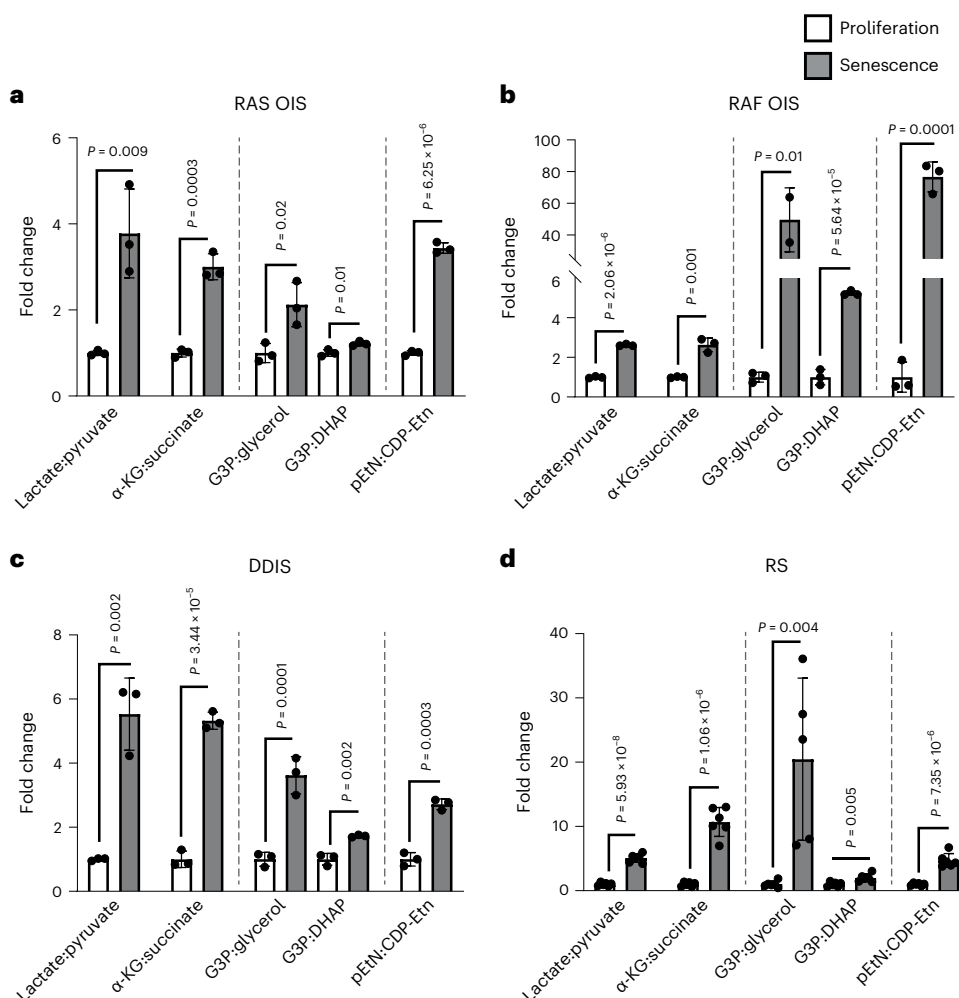 Proliferation
Senescence
a
RAS OIS
Fold change
6
4
2
0
P = 0.009
P = 0.0003
P = 0.02
P = 0.01
P = 6.25 × 10⁻⁶
Lactate:pyruvate
α-KG:succinate
G3P:glycerol
G3P:DHAP
pEtN:CDP-Etn
b
RAF OIS
Fold change
100
80
60
40
6
4
2
0
P = 2.06 × 10⁻⁶
P = 0.001
P = 0.01
P = 5.64 × 10⁻⁵
P = 0.0001
Lactate:pyruvate
α-KG:succinate
G3P:glycerol
G3P:DHAP
pEtN:CDP-Etn
c
DDIS
Fold change
8
6
4
2
0
P = 0.002
P = 3.44 × 10⁻⁵
P = 0.0001
P = 0.002
P = 0.0003
Lactate:pyruvate
α-KG:succinate
G3P:glycerol
G3P:DHAP
pEtN:CDP-Etn
d
RS
Fold change
40
30
20
10
0
P = 5.93 × 10⁻⁸
P = 1.06 × 10⁻⁶
P = 0.004
P = 0.005
P = 7.35 × 10⁻⁶
Lactate:pyruvate
α-KG:succinate
G3P:glycerol
G3P:DHAP
pEtN:CDP-Etn